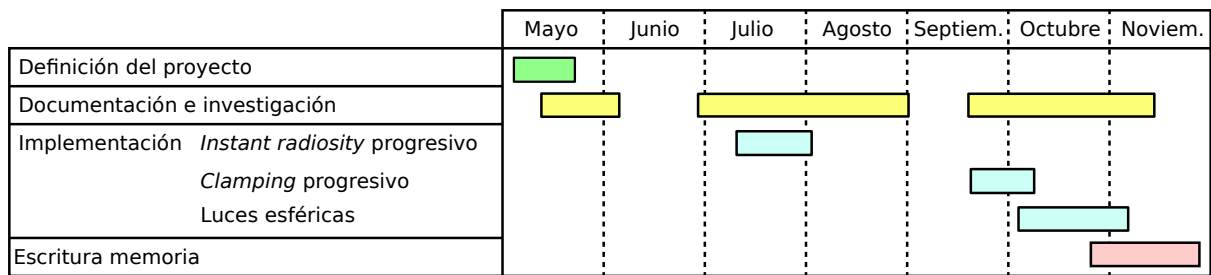 Mayo Junio Julio Agosto Septiem. Octubre Noviem.
Definición del proyecto
Documentación e investigación
Implementación Instant radiosity progresivo
Clamping progresivo
Luces esféricas
Escritura memoria